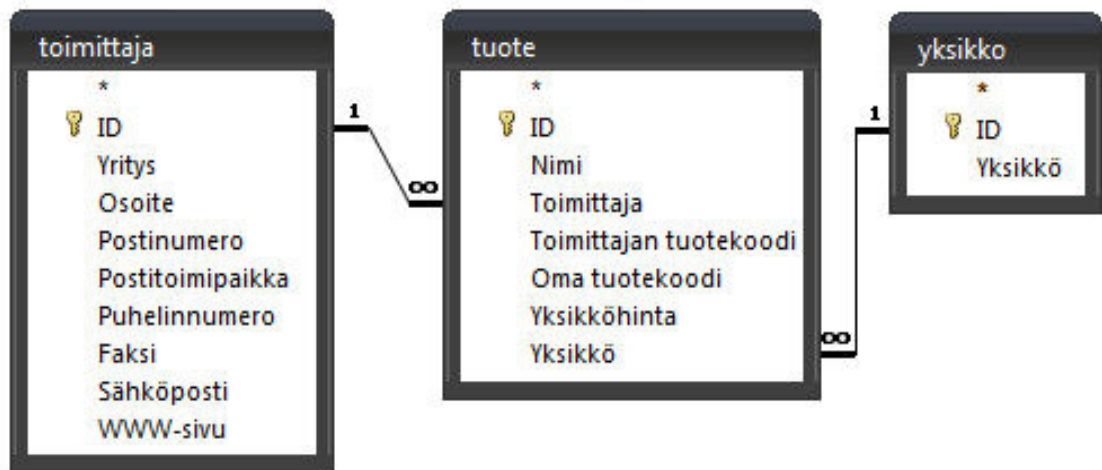 toimittaja
*
ID
Yritys
Osoite
Postinumero
Postitoimipaikka
Puhelinnumero
Faksi
Sähköposti
WWW-sivu
1
∞
tuote
*
ID
Nimi
Toimittaja
Toimittajan tuotekoodi
Oma tuotekoodi
Yksikköhinta
Yksikkö
∞
1
yksikko
*
ID
Yksikkö